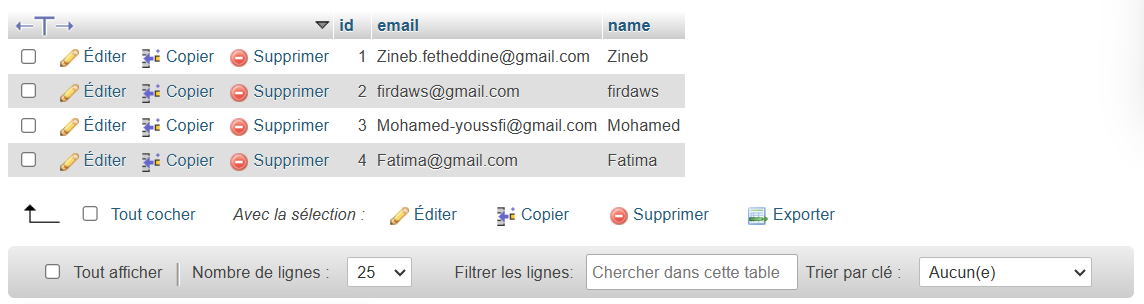 id email name
Éditer Copier Supprimer 1 Zineb.fetheddine@gmail.com Zineb
Éditer Copier Supprimer 2 firdaws@gmail.com firdaws
Éditer Copier Supprimer 3 Mohamed-youssfi@gmail.com Mohamed
Éditer Copier Supprimer 4 Fatima@gmail.com Fatima
Tout cocher Avec la sélection : Éditer Copier Supprimer Exporter
Tout afficher Nombre de lignes : 25 Filtrer les lignes: Chercher dans cette table Trier par clé : Aucun(e)